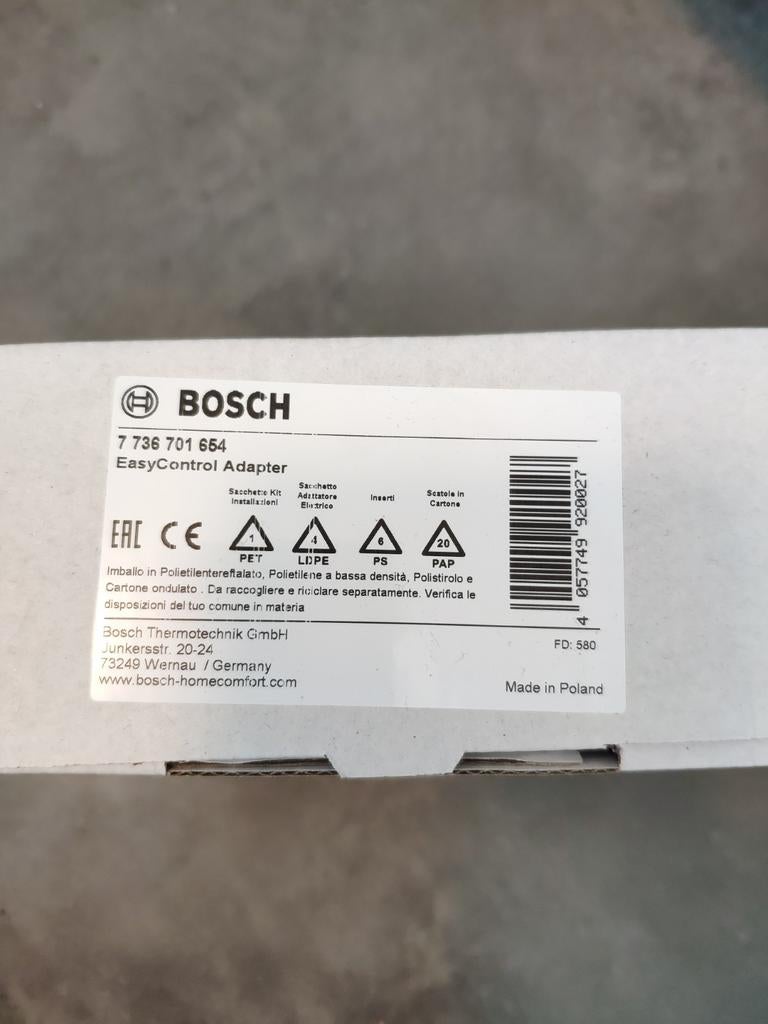 BOSCH
7 736 701 654
EasyControl Adapter
Sacchetto Kit
Installazioni
Sacchetto
Adattatore
Elettrico
Inserti
Scatole in
Cartone
EAC CE
1
4
6
20
PET
LDPE
PS
PAP
Imballo in Polietilentereftalato, Polietilene a bassa densità, Polistirolo e
Cartone ondulato . Da raccogliere e riciclare separatamente. Verifica le
disposizioni del tuo comune in materia
4 057749 920027
Bosch Thermotechnik GmbH
Junkersstr. 20-24
73249 Wernau / Germany
www.bosch-homecomfort.com
FD: 580
Made in Poland